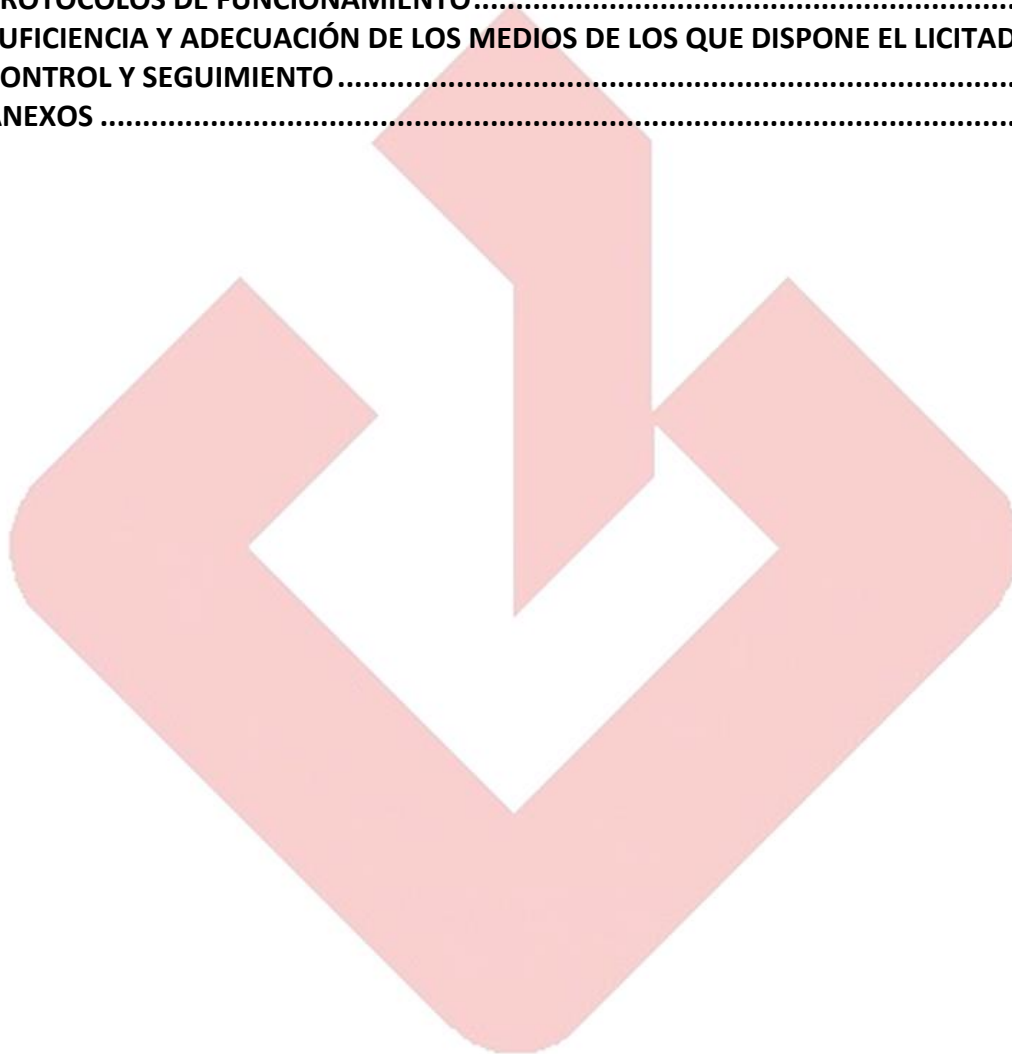 ROTOCOLOS DE FUNCIONAMIENTO....................................................................
UFICIENCIA Y ADECUACIÓN DE LOS MEDIOS DE LOS QUE DISPONE EL LICITAD
ONTROL Y SEGUIMIENTO....................................................................................
ANEXOS ................................................................................................................